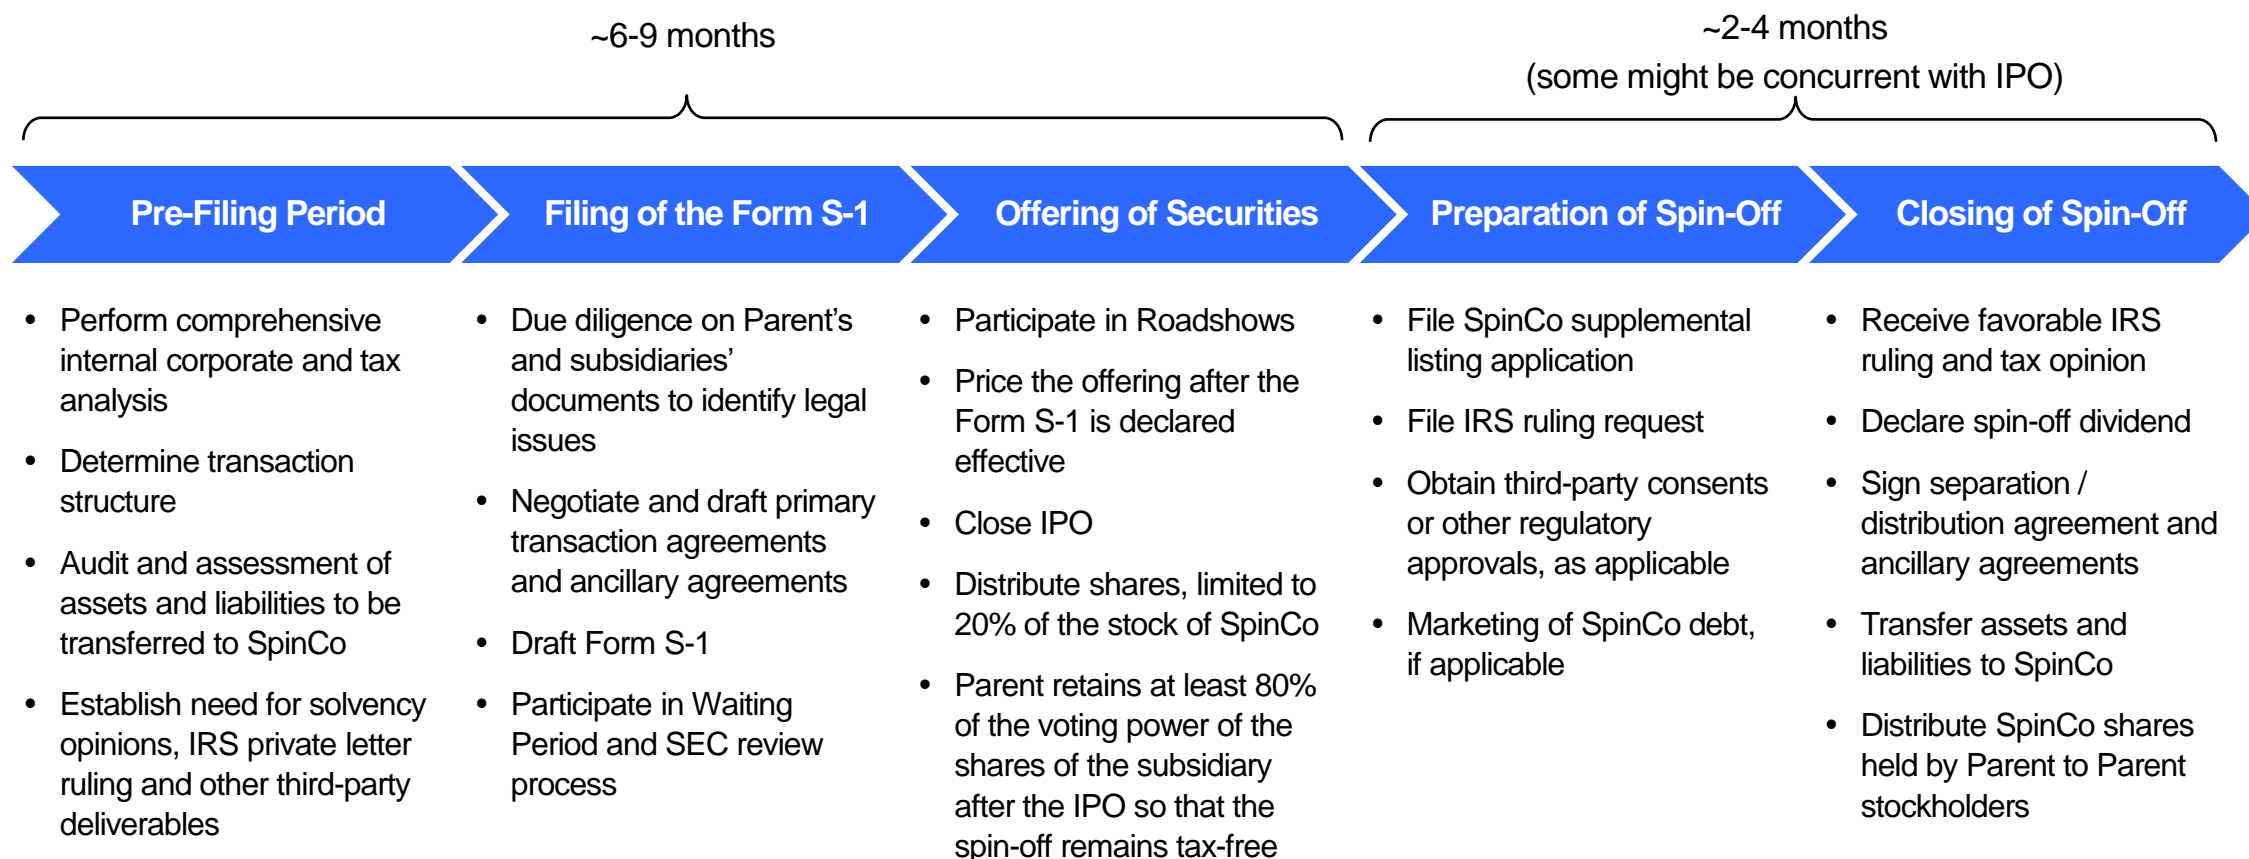 ~6-9 months
~2-4 months
(some might be concurrent with IPO)
Pre-Filing Period
Filing of the Form S-1
Offering of Securities
Preparation of Spin-Off
Closing of Spin-Off
• Perform comprehensive
internal corporate and tax
analysis
• Determine transaction
structure
• Audit and assessment of
assets and liabilities to be
transferred to SpinCo
• Establish need for solvency
opinions, IRS private letter
ruling and other third-party
deliverables
• Due diligence on Parent’s
and subsidiaries’
documents to identify legal
issues
• Negotiate and draft primary
transaction agreements
and ancillary agreements
• Draft Form S-1
• Participate in Waiting
Period and SEC review
process
• Participate in Roadshows
• Price the offering after the
Form S-1 is declared
effective
• Close IPO
• Distribute shares, limited to
20% of the stock of SpinCo
• Parent retains at least 80%
of the voting power of the
shares of the subsidiary
after the IPO so that the
spin-off remains tax-free
• File SpinCo supplemental
listing application
• File IRS ruling request
• Obtain third-party consents
or other regulatory
approvals, as applicable
• Marketing of SpinCo debt,
if applicable
• Receive favorable IRS
ruling and tax opinion
• Declare spin-off dividend
• Sign separation /
distribution agreement and
ancillary agreements
• Transfer assets and
liabilities to SpinCo
• Distribute SpinCo shares
held by Parent to Parent
stockholders